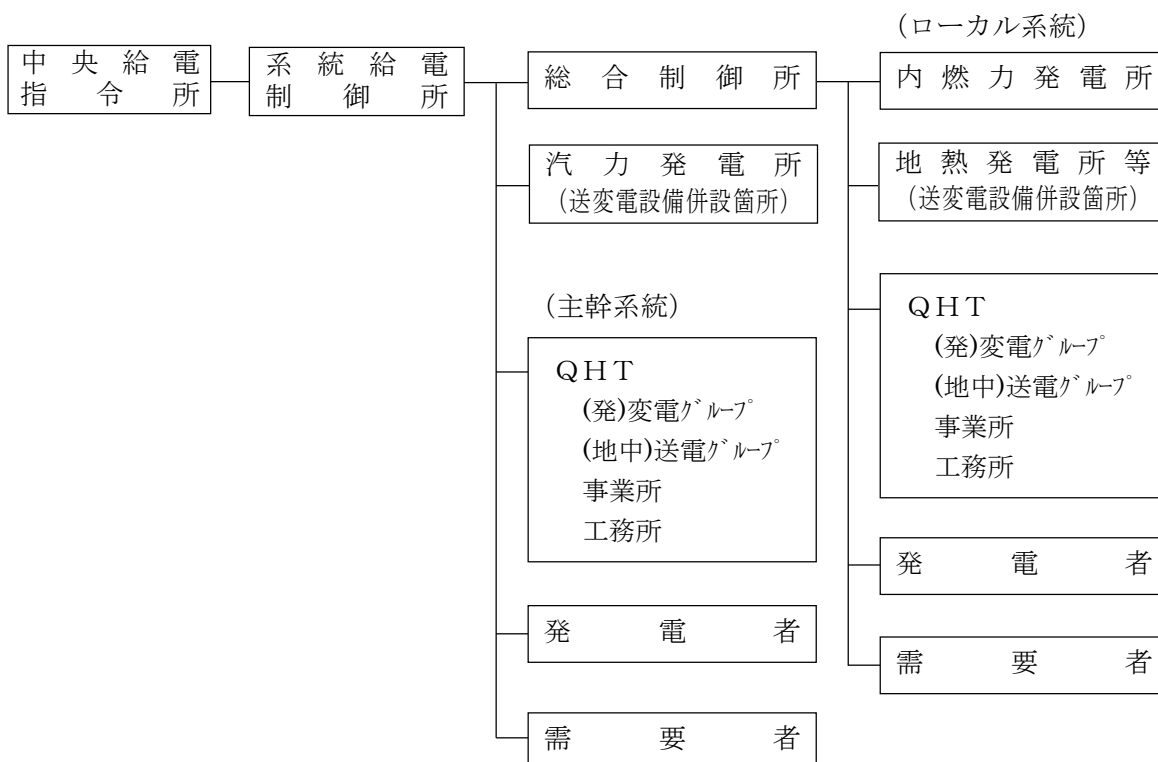 中央給電
指令所
系統給電
制御所
総合制御所
汽力発電所
（送変電設備併設箇所）
（主幹系統）
ＱＨＴ
(発)変電ｸﾞﾙｰﾌﾟ
(地中)送電ｸﾞﾙｰﾌﾟ
事業所
工務所
発電者
需要者
（ローカル系統）
内燃力発電所
地熱発電所等
（送変電設備併設箇所）
ＱＨＴ
(発)変電ｸﾞﾙｰﾌﾟ
(地中)送電ｸﾞﾙｰﾌﾟ
事業所
工務所
発電者
需要者